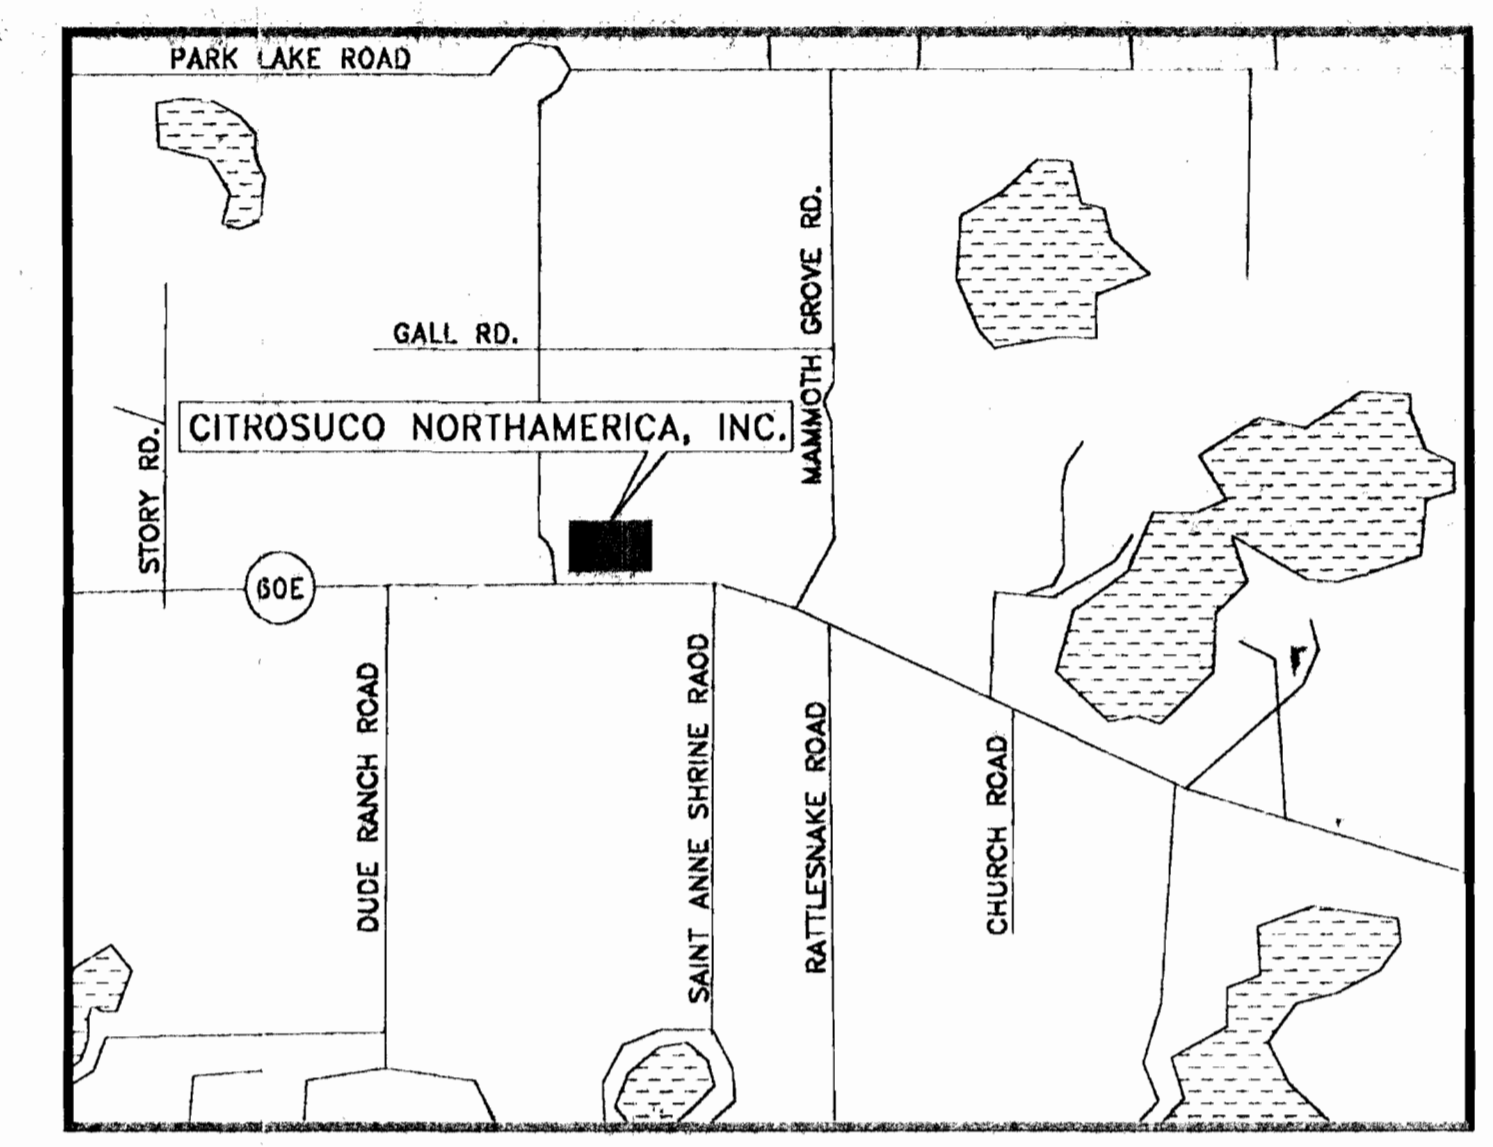 PARK LAKE ROAD
MAMMOTH GROVE RD.
GALL RD.
CITROSUCO NORTHAMERICA, INC.
STORY RD.
60E
DUDE RANCH ROAD
SAINT ANNE SHRINE RAOD
RATTLESNAKE ROAD
CHURCH ROAD